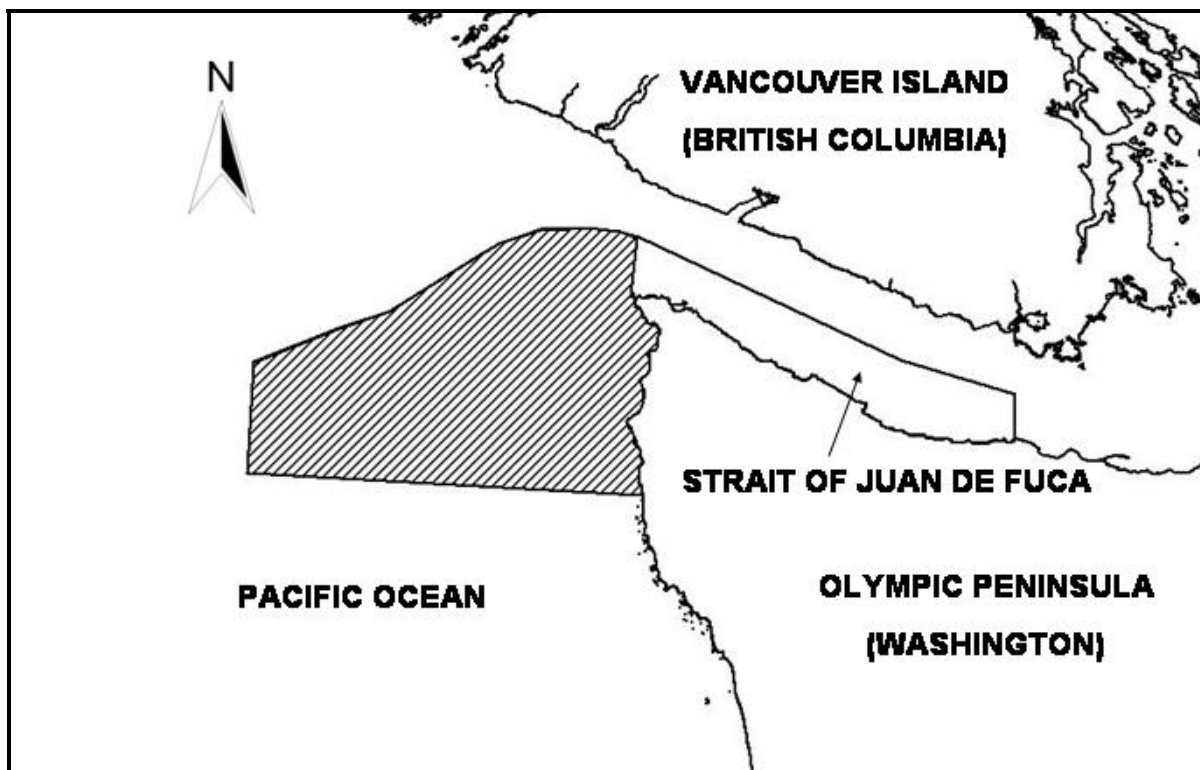 N
VANCOUVER ISLAND
(BRITISH COLUMBIA)
STRAIT OF JUAN DE FUCA
PACIFIC OCEAN
OLYMPIC PENINSULA
(WASHINGTON)